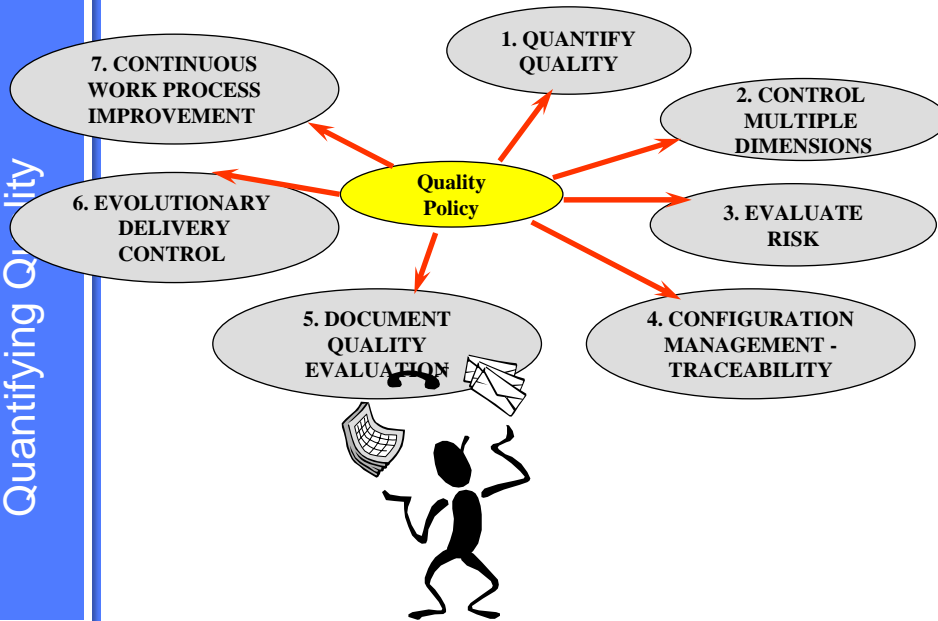 Quantifying Quality
1. QUANTIFY
QUALITY
2. CONTROL
MULTIPLE
DIMENSIONS
3. EVALUATE
RISK
4. CONFIGURATION
MANAGEMENT -
TRACEABILITY
5. DOCUMENT
QUALITY
EVALUATION
6. EVOLUTIONARY
DELIVERY
CONTROL
7. CONTINUOUS
WORK PROCESS
IMPROVEMENT
Quality
Policy